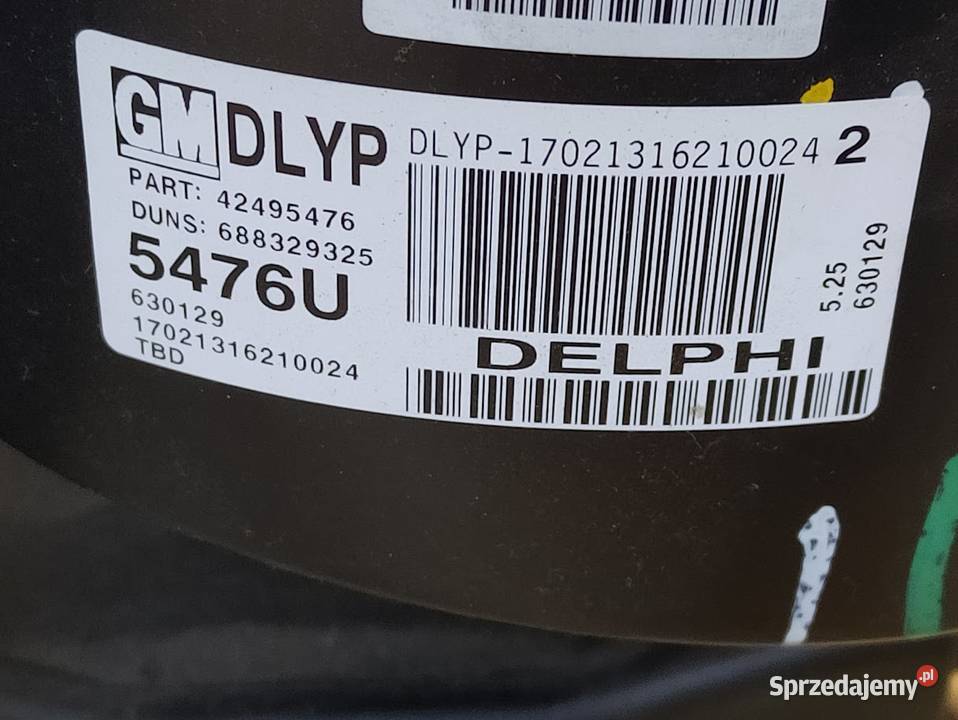 GM DLYP
DLYP-17021316210024 2
PART: 42495476
DUNS: 688329325
5476U
630129
17021316210024
TBD
5.25
630129
DELPHI
Sprzedajemy.pl